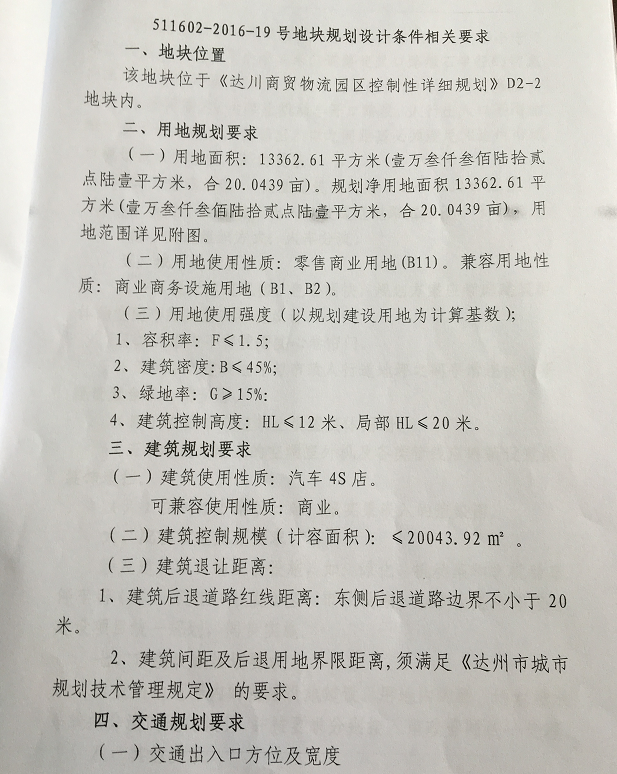 511602-2016-19号地块规划设计条件相关要求
一、地块位置
该地块位于《达川商贸物流园区控制性详细规划》D2-2
地块内。
二、用地规划要求
(一)用地面积：13362.61平方米(壹万叁仟叁佰陆拾贰
点陆壹平方米，合20.0439亩)。规划净用地面积13362.61平
方米(壹万叁仟叁佰陆拾贰点陆壹平方米，合20.0439亩)，用
地范围详见附图。
(二)用地使用性质：零售商业用地(B11)。兼容用地性
质：商业商务设施用地（B1、B2)。
(三)用地使用强度（以规划建设用地为计算基数）；
1、容积率：F≤1.5；
2、建筑密度:B≤45%；
3、绿地率：G≥15%：
4、建筑控制高度：HL≤12米、局部HL≤20米。
三、建筑规划要求
(一)建筑使用性质：汽车4S店。
可兼容使用性质：商业。
(二)建筑控制规模（计容面积）：≤20043.92㎡。
(三)建筑退让距离：
1、建筑后退道路红线距离：东侧后退道路边界不小于20
米。
2、建筑间距及后退用地界限距离,须满足《达州市城市
规划技术管理规定》 的要求。
四、交通规划要求
(一)交通出入口方位及宽度